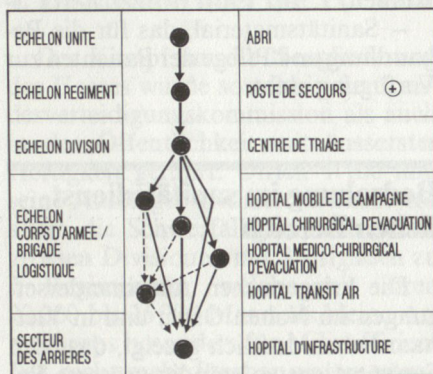 ECHELON UNITE ABRI
ECHELON REGIMENT POSTE DE SECOURS
ECHELON DIVISION CENTRE DE TRIAGE
ECHELON
CORPS D'ARMEE/
BRIGADE
LOGISTIQUE
HOPITAL MOBILE DE CAMPAGNE
HOPITAL CHIRURGICAL D'EVACUATION
HOPITAL MEDICO-CHIRURGICAL
D'EVACUATION
HOPITAL TRANSIT AIR
SECTEUR
DES ARRIERES
HOPITAL D'INFRASTRUCTURE